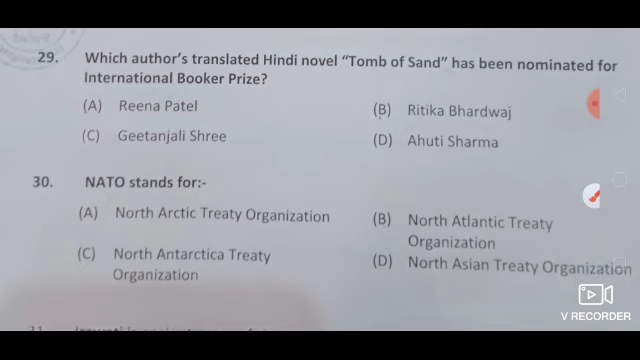 29. Which author's translated Hindi novel “Tomb of Sand” has been nominated for
International Booker Prize?
(A) Reena Patel (B) Ritika Bhardwaj
(C) Geetanjali Shree (D) Ahuti Sharma
30. NATO stands for:-
(A) North Arctic Treaty Organization (B) North Atlantic Treaty
Organization
(C) North Antarctica Treaty
Organization
(D) North Asian Treaty Organization
V RECORDER
31.